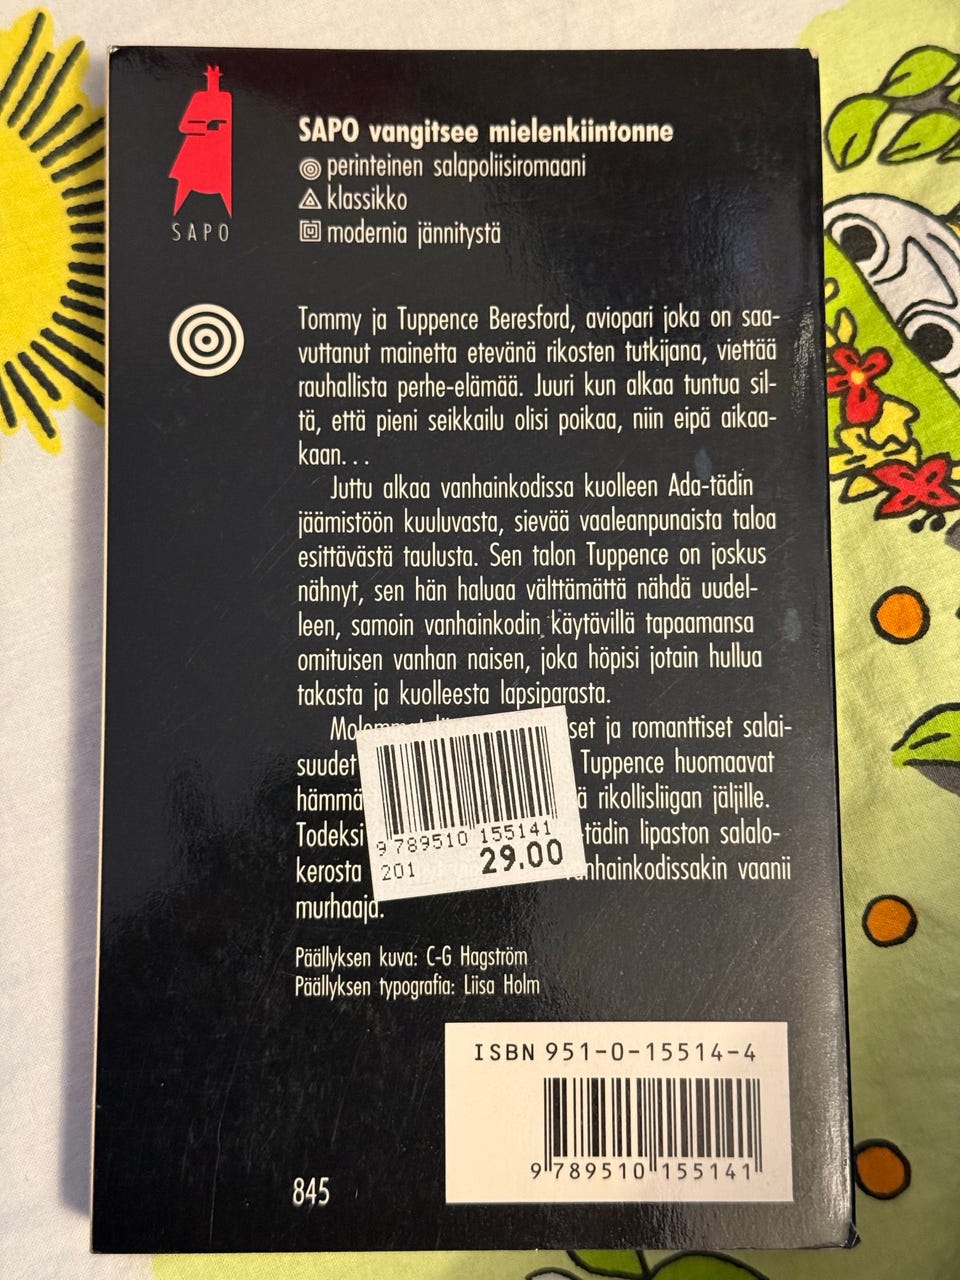 SAPO
SAPO vangitsee mielenkiintonne
perinteinen salapoliisiromaani
klassikko
modernia jännitystä
Tommy ja Tuppence Beresford, aviopari joka on saa-
vuttanut mainetta etevänä rikosten tutkijana, viettää
rauhallista perhe-elämää. Juuri kun alkaa tuntua sil-
tä, että pieni seikkailu olisi poikaa, niin eipä aikaa-
kaan...
Juttu alkaa vanhainkodissa kuolleen Ada-tädin
jäämistöön kuuluvasta, sievää vaaleanpunaista taloa
esittävästä taulusta. Sen talon Tuppence on joskus
nähnyt, sen hän haluaa välttämättä nähdä uudel-
leen, samoin vanhainkodin käytävillä tapaamansa
omituisen vanhan naisen, joka höpisi jotain hullua
takasta ja kuolleesta lapsiparasta.
ja romanttiset salai-
suudet Tuppence huomaavat
rikollisliigan jäljille.
Todeksi lipaston salalo-
kerosta vanhainkodissakin vaanii
murhaaja.
9 789510 155141
201 29.00
Päällyksen kuva: C-G Hagström
Päällyksen typografia: Liisa Holm
ISBN 951-0-15514-4
9 789510 155141
845